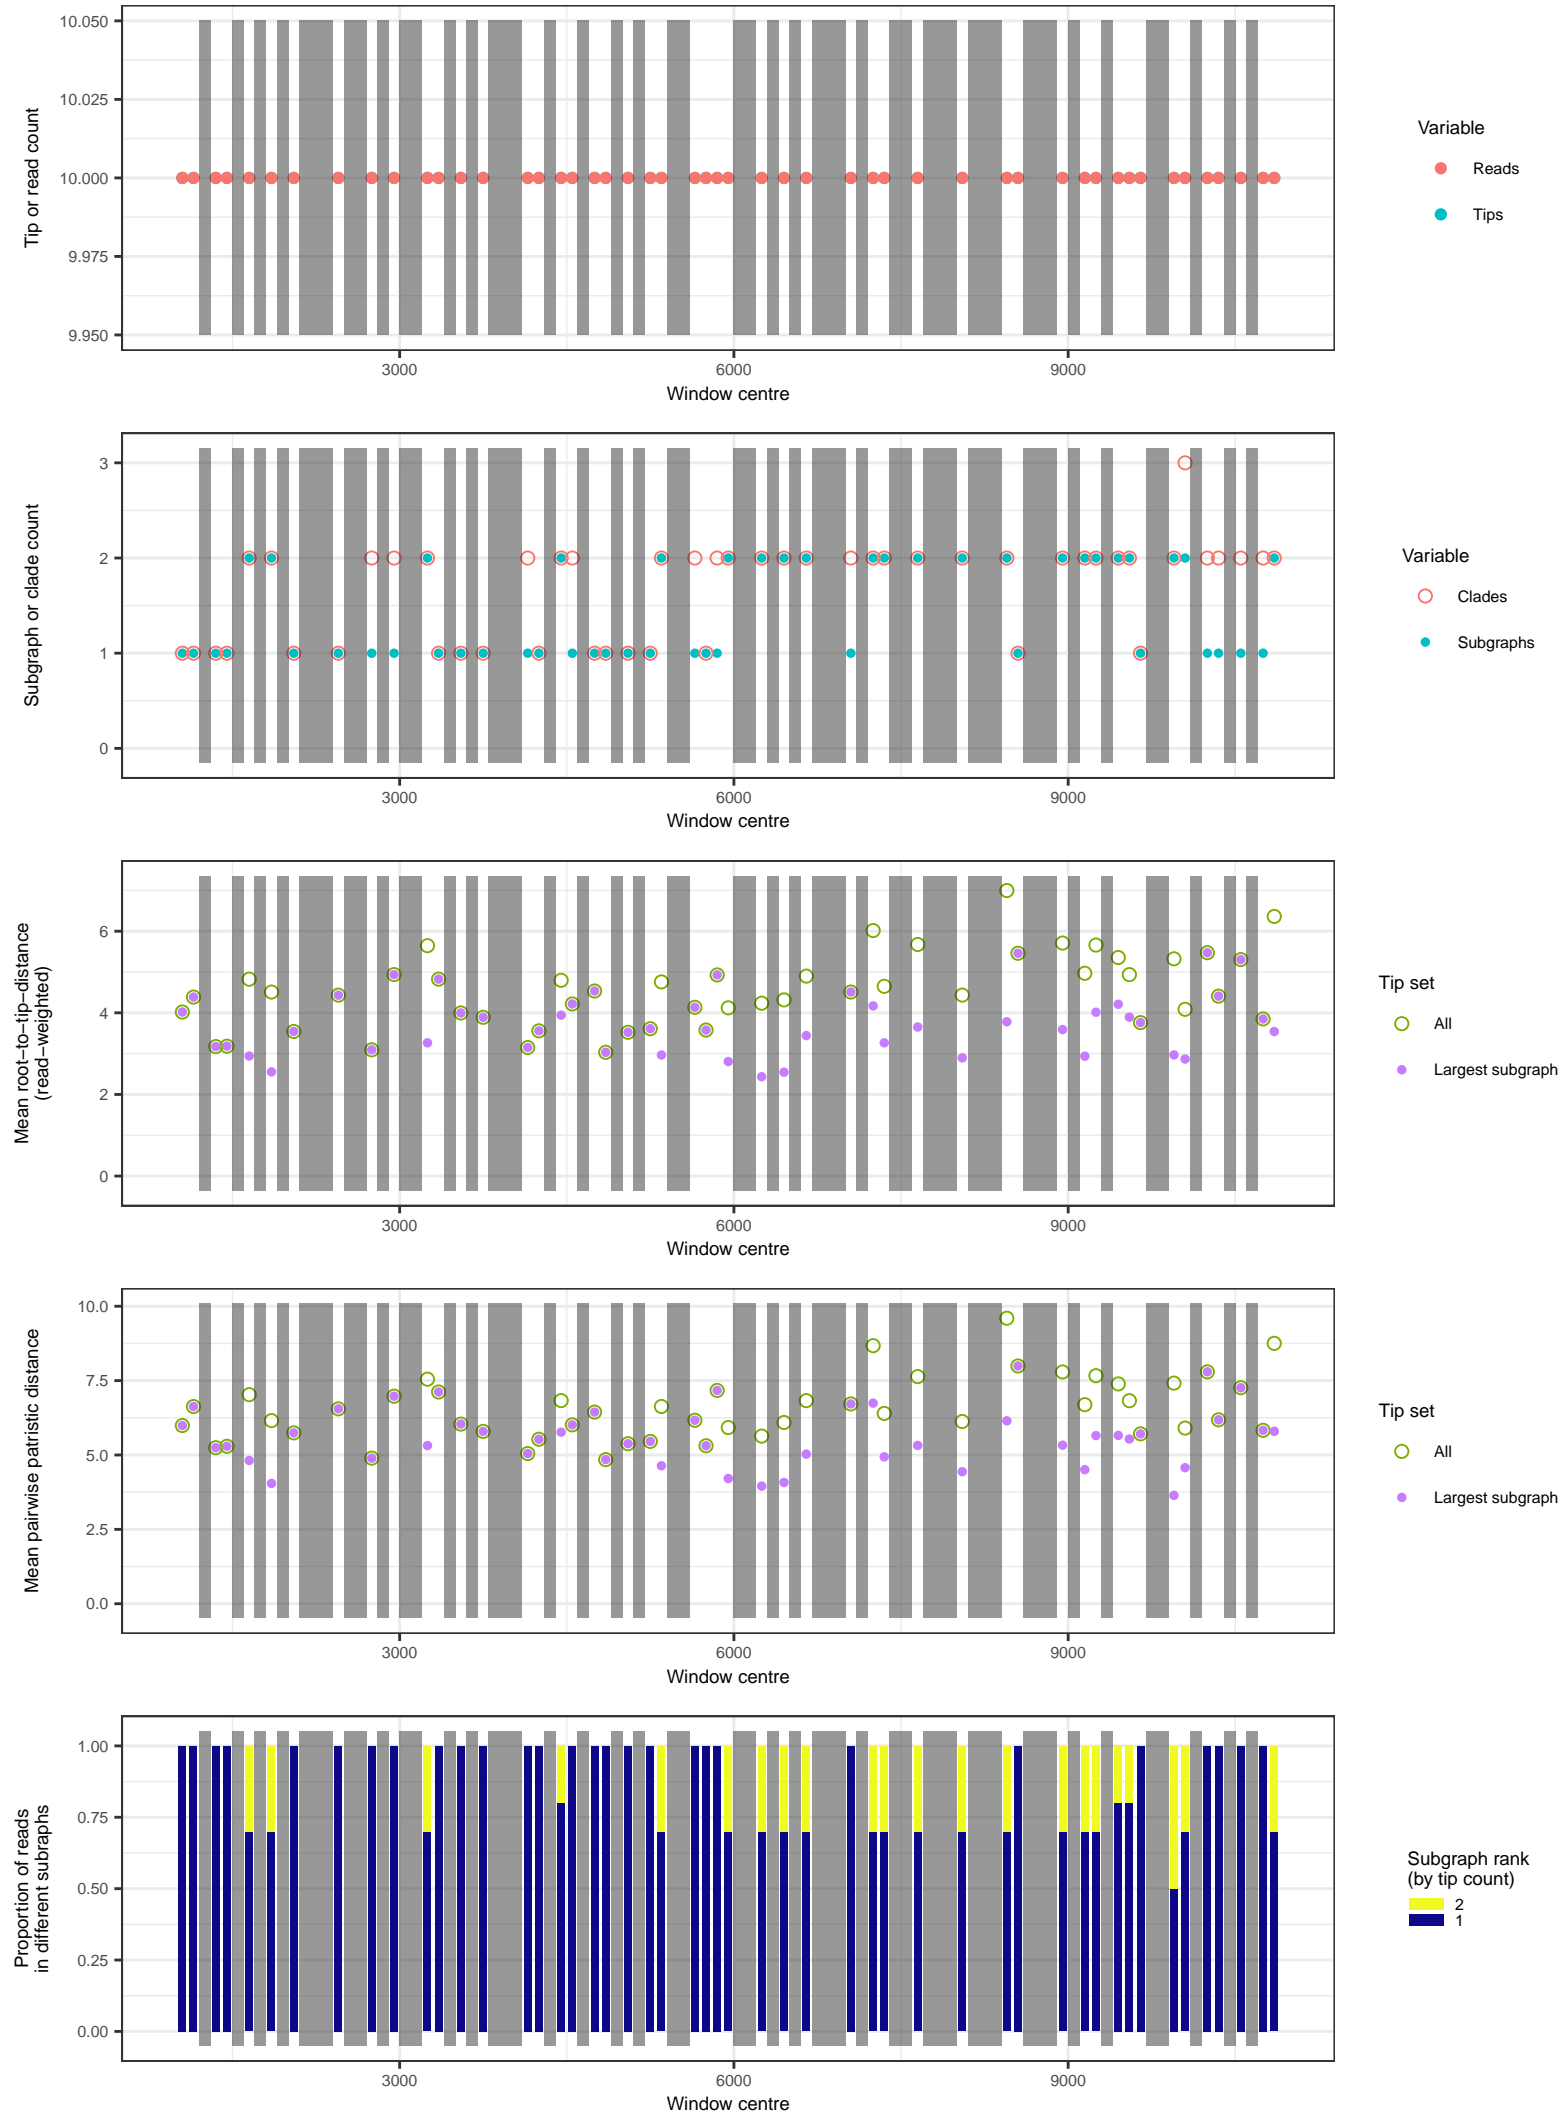 10.050
10.025
10.000
9.975
9.950
Tip or read count
3000 6000 9000
Window centre
Variable
Reads
Tips
3
2
1
0
Subgraph or clade count
3000 6000 9000
Window centre
Variable
Clades
Subgraphs
6
4
2
0
Mean root−to−tip−distance
(read−weighted)
3000 6000 9000
Window centre
Tip set
All
Largest subgraph
10.0
7.5
5.0
2.5
0.0
Mean pairwise patristic distance
3000 6000 9000
Window centre
Tip set
All
Largest subgraph
1.00
0.75
0.50
0.25
0.00
Proportion of reads
in different subraphs
3000 6000 9000
Window centre
Subgraph rank
(by tip count)
2
1